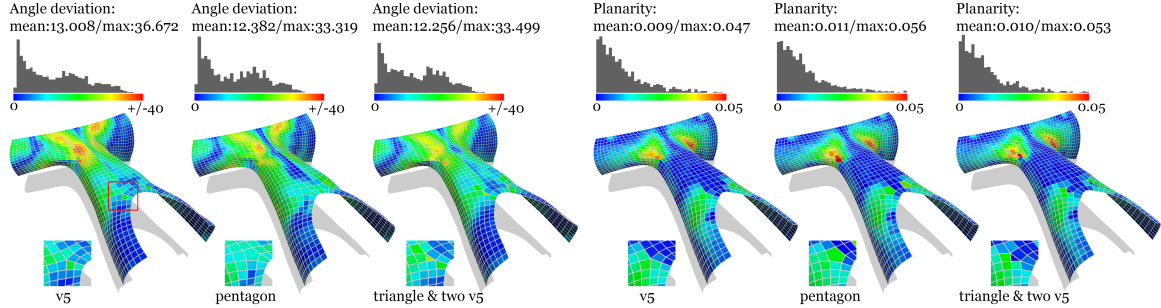 Angle deviation:
mean:13.008/max:36.672
0 +/-40
v5
Angle deviation:
mean:12.382/max:33.319
0 +/-40
pentagon
Angle deviation:
mean:12.256/max:33.499
0 +/-40
triangle & two v5
Planarity:
mean:0.009/max:0.047
0 0.05
v5
Planarity:
mean:0.011/max:0.056
0 0.05
pentagon
Planarity:
mean:0.010/max:0.053
0 0.05
triangle & two v5